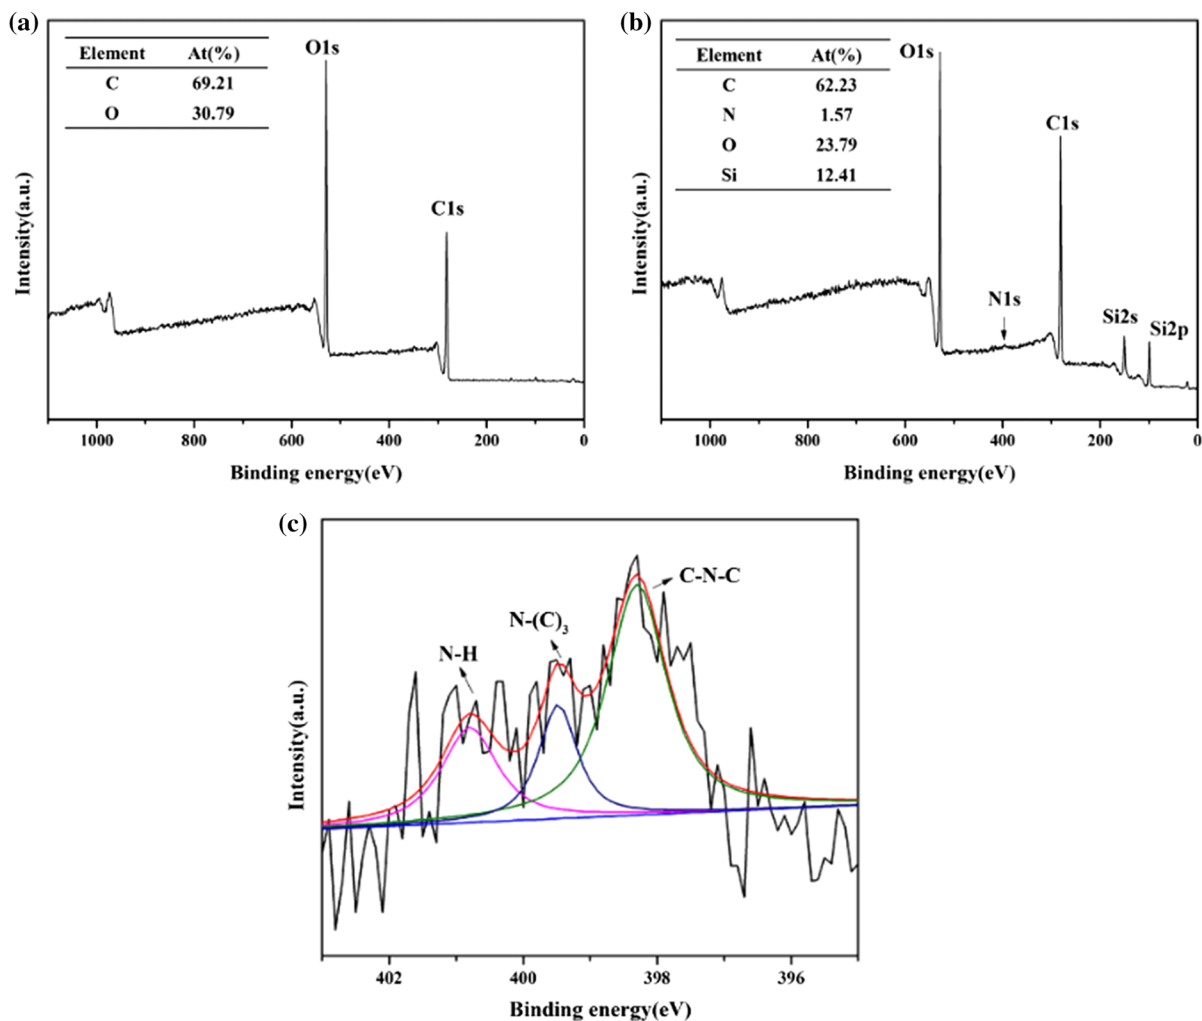 (a)
Element At(%)
C 69.21
O 30.79
O1s
C1s
Intensity(a.u.)
1000 800 600 400 200 0
Binding energy(eV)
(b)
Element At(%)
C 62.23
N 1.57
O 23.79
Si 12.41
O1s
C1s
N1s
Si2s
Si2p
Intensity(a.u.)
1000 800 600 400 200 0
Binding energy(eV)
(c)
C-N-C
N-(C)3
N-H
Intensity(a.u.)
402 400 398 396
Binding energy(eV)